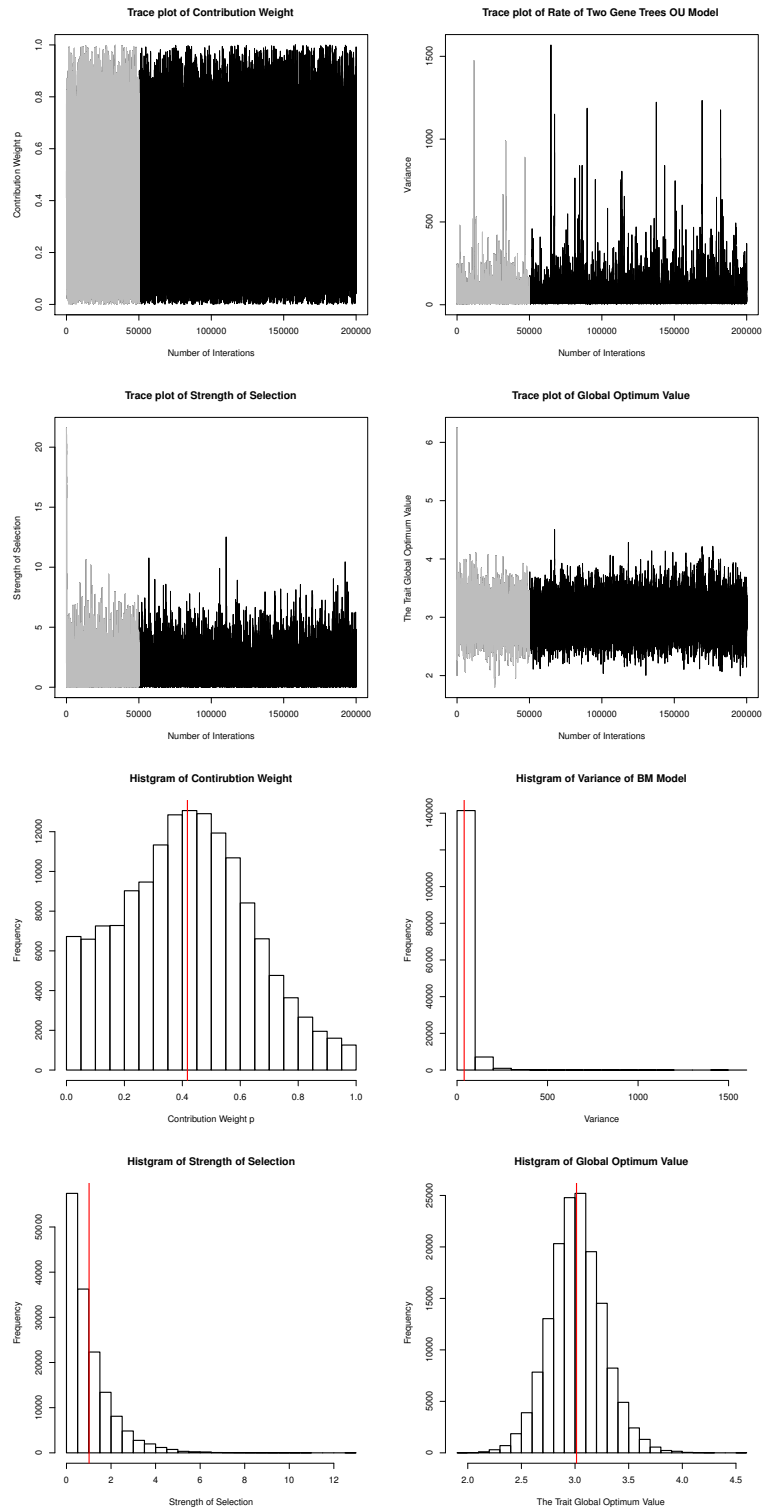 Trace plot of Contribution Weight
Contribution Weight p
0.0 0.2 0.4 0.6 0.8 1.0
0 50000 100000 150000 200000
Number of Interations
Trace plot of Rate of Two Gene Trees OU Model
Variance
0 500 1000 1500
0 50000 100000 150000 200000
Number of Interations
Trace plot of Strength of Selection
Strength of Selection
0 5 10 15 20
0 50000 100000 150000 200000
Number of Interations
Trace plot of Global Optimum Value
The Trait Global Optimum Value
2 3 4 5 6
0 50000 100000 150000 200000
Number of Interations
Histgram of Contirubtion Weight
Frequency
0 2000 4000 6000 8000 10000 12000
0.0 0.2 0.4 0.6 0.8 1.0
Contribution Weight p
Histgram of Variance of BM Model
Frequency
0 20000 40000 60000 80000 100000 140000
0 500 1000 1500
Variance
Histgram of Strength of Selection
Frequency
0 10000 20000 30000 40000 50000
0 2 4 6 8 10 12
Strength of Selection
Histgram of Global Optimum Value
Frequency
0 5000 10000 15000 20000 25000
2.0 2.5 3.0 3.5 4.0 4.5
The Trait Global Optimum Value